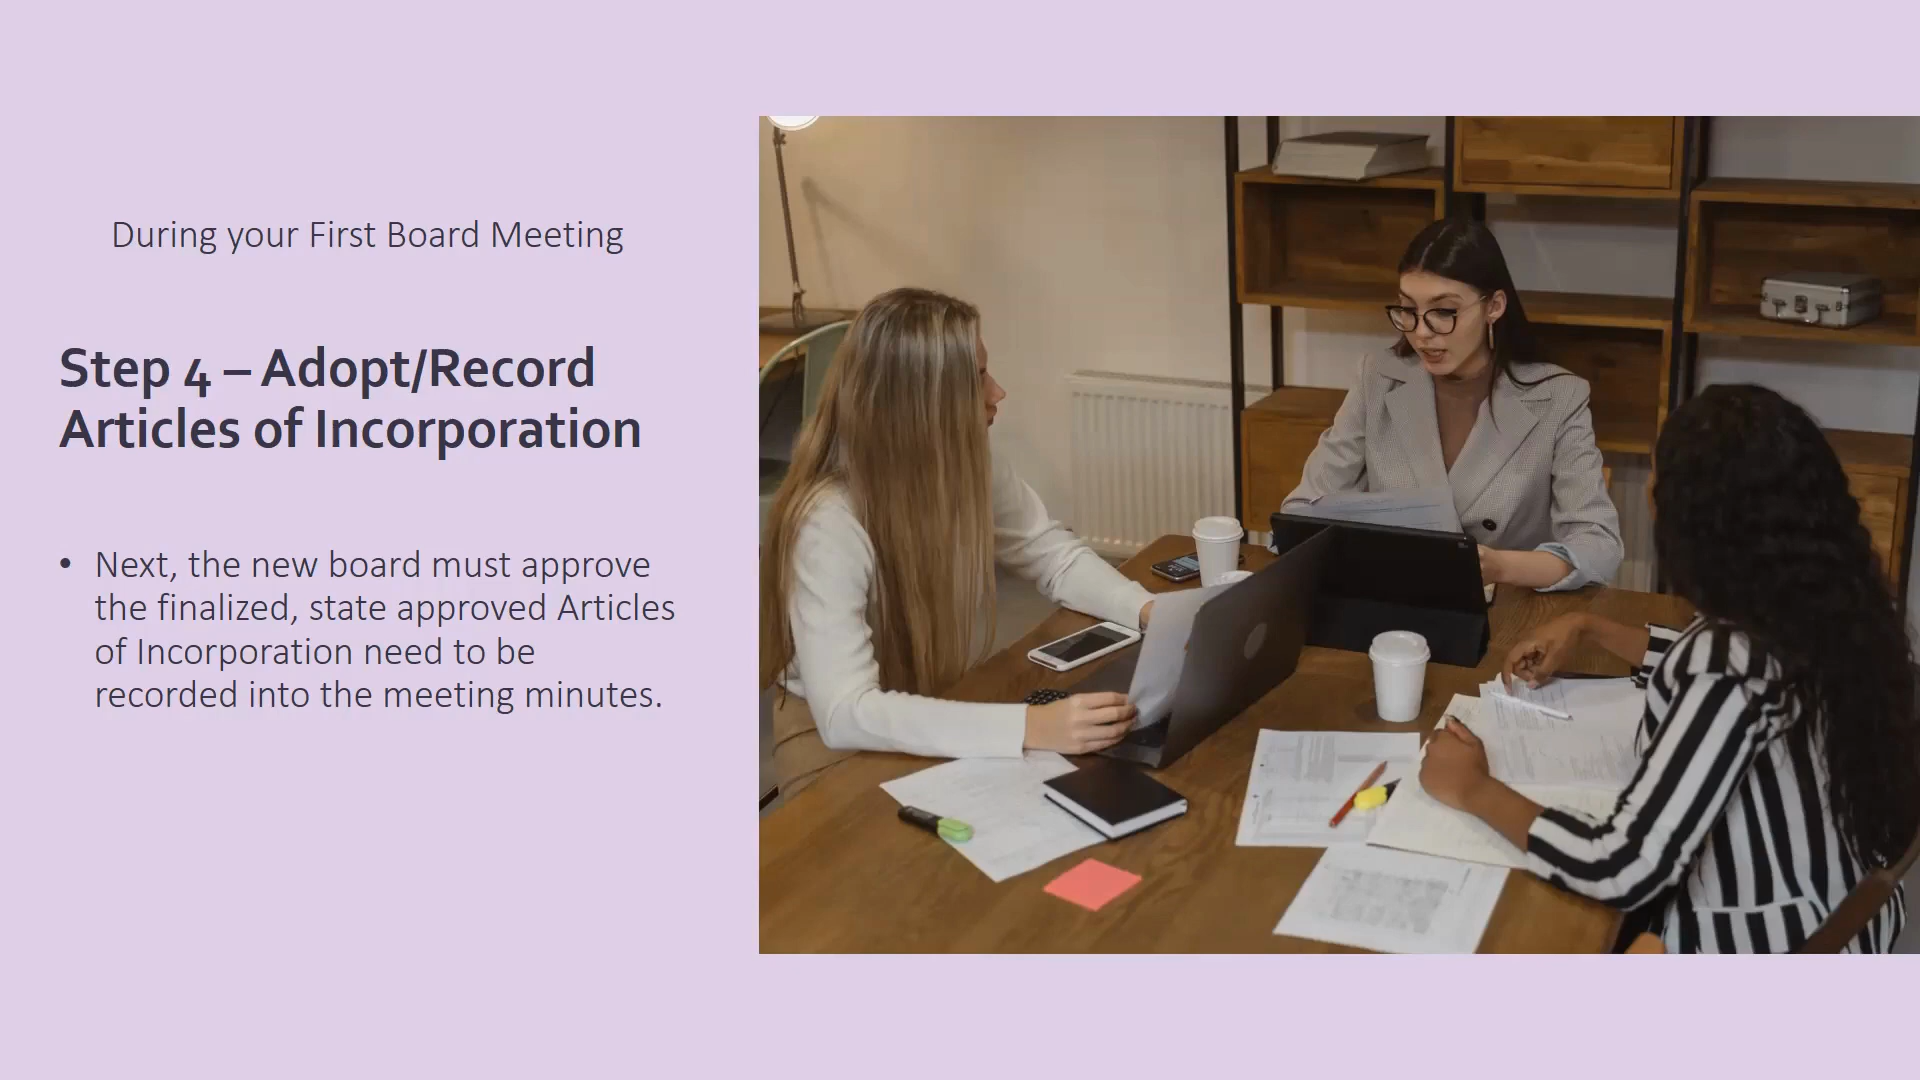 During your First Board Meeting
Step 4 – Adopt/Record
Articles of Incorporation
• Next, the new board must approve
the finalized, state approved Articles
of Incorporation need to be
recorded into the meeting minutes.